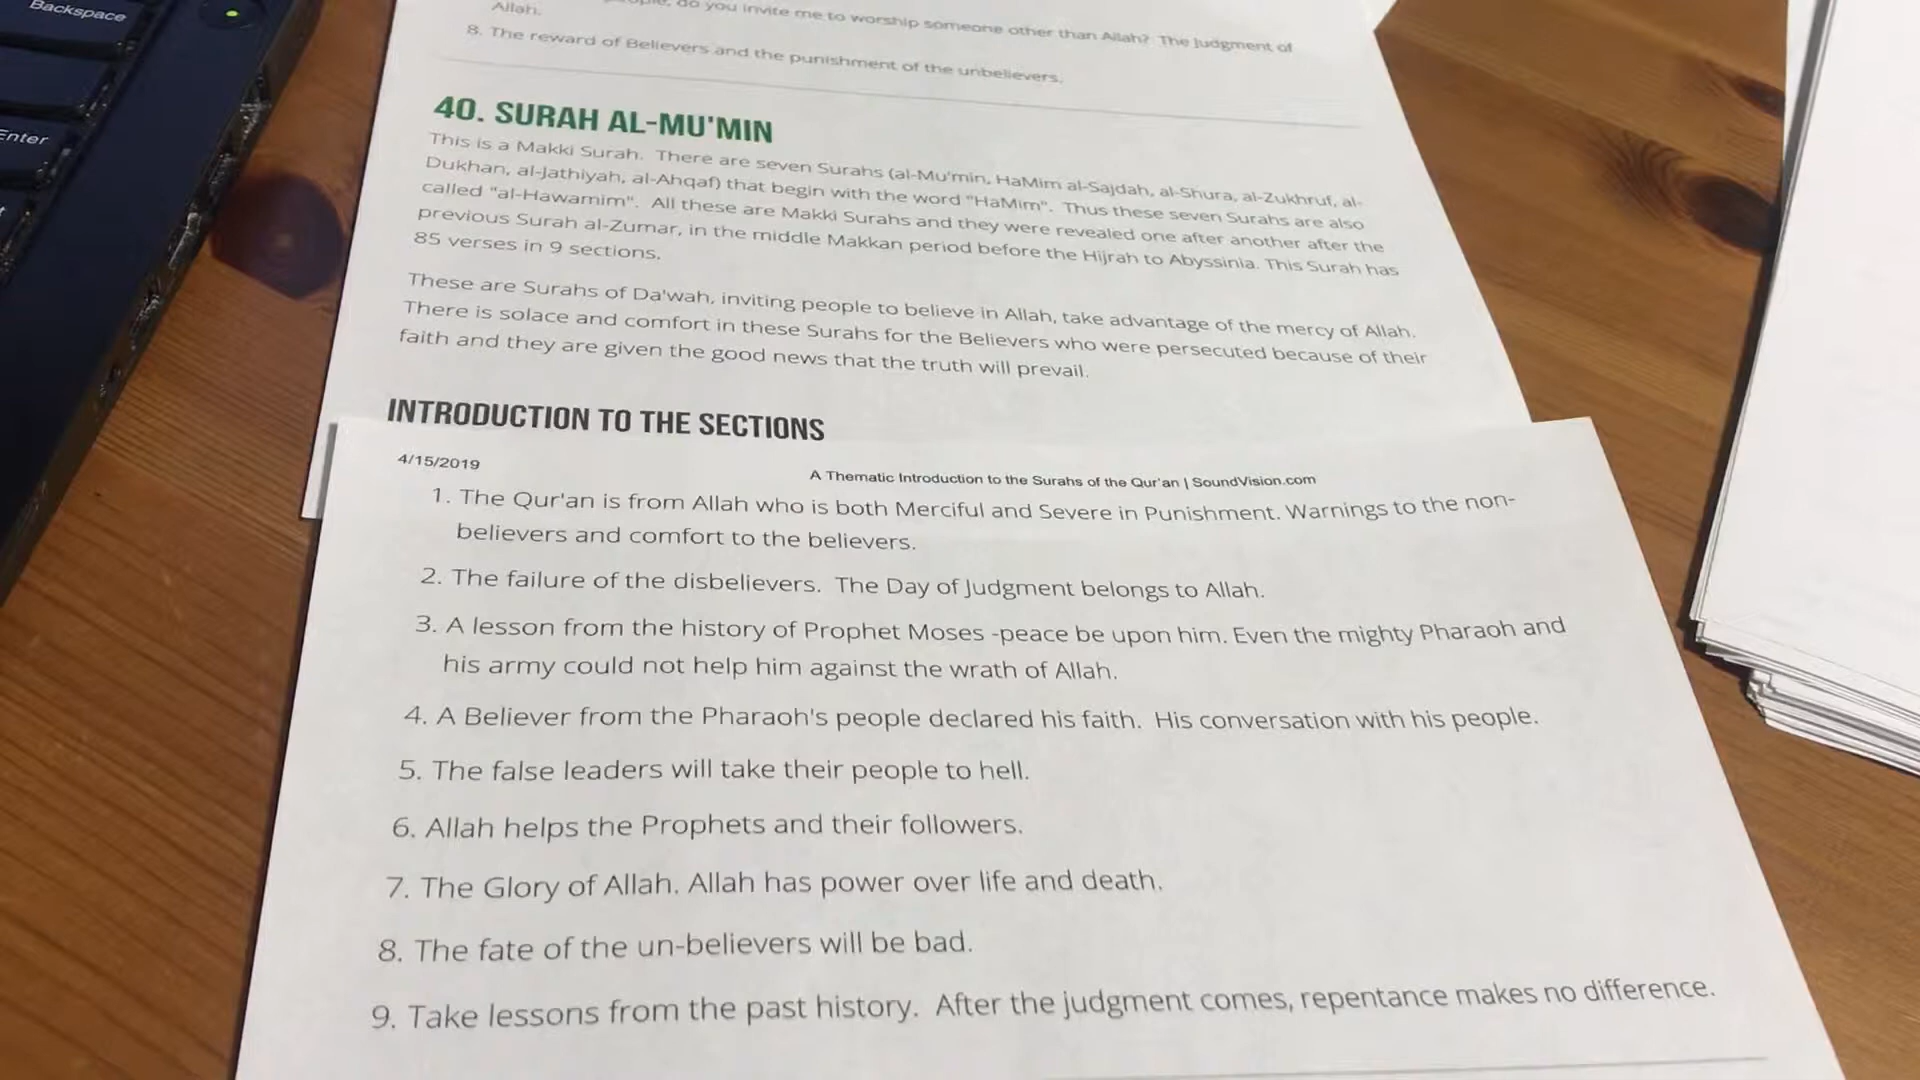 Backspace
Enter
do you invite me to worship someone other than Allah? The Judgment of
Allah.
8. The reward of Believers and the punishment of the unbelievers.
40. SURAH AL-MU'MIN
This is a Makki Surah. There are seven Surahs (al-Mu'min, HaMim al-Sajdah, al-Shura, al-Zukhruf, al-
Dukhan, al-Jathiyah, al-Ahqaf) that begin with the word "HaMim". Thus these seven Surahs are also
called "al-Hawamim". All these are Makki Surahs and they were revealed one after another after the
previous Surah al-Zumar, in the middle Makkan period before the Hijrah to Abyssinia. This Surah has
85 verses in 9 sections.
These are Surahs of Da'wah, inviting people to believe in Allah, take advantage of the mercy of Allah.
There is solace and comfort in these Surahs for the Believers who were persecuted because of their
faith and they are given the good news that the truth will prevail.
INTRODUCTION TO THE SECTIONS
4/15/2019
A Thematic Introduction to the Surahs of the Qur'an | SoundVision.com
1. The Qur'an is from Allah who is both Merciful and Severe in Punishment. Warnings to the non-
believers and comfort to the believers.
2. The failure of the disbelievers. The Day of Judgment belongs to Allah.
3. A lesson from the history of Prophet Moses -peace be upon him. Even the mighty Pharaoh and
his army could not help him against the wrath of Allah.
4. A Believer from the Pharaoh's people declared his faith. His conversation with his people.
5. The false leaders will take their people to hell.
6. Allah helps the Prophets and their followers.
7. The Glory of Allah. Allah has power over life and death.
8. The fate of the un-believers will be bad.
9. Take lessons from the past history. After the judgment comes, repentance makes no difference.